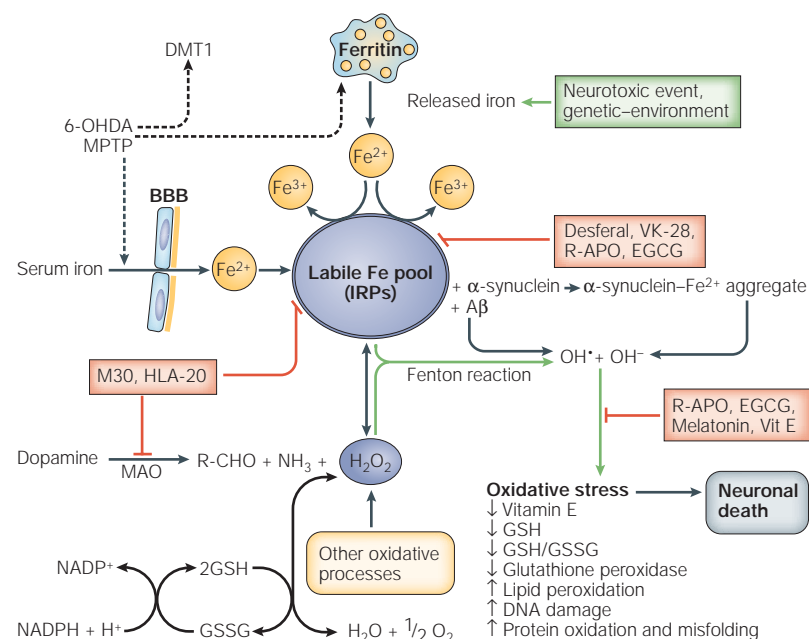 DMT1
Ferritin
Released iron
Neurotoxic event,
genetic–environment
6-OHDA
MPTP
Fe²⁺
BBB
Fe³⁺
Fe³⁺
Desferal, VK-28,
R-APO, EGCG
Serum iron
Fe²⁺
Labile Fe pool
(IRPs)
+ α-synuclein
α-synuclein–Fe²⁺ aggregate
+ Aβ
OH• + OH⁻
M30, HLA-20
Fenton reaction
R-APO, EGCG,
Melatonin, Vit E
Dopamine
MAO
R-CHO + NH₃ +
H₂O₂
Oxidative stress
Neuronal
death
↓ Vitamin E
↓ GSH
↓ GSH/GSSG
↓ Glutathione peroxidase
↑ Lipid peroxidation
↑ DNA damage
↑ Protein oxidation and misfolding
Other oxidative
processes
NADP⁺
2GSH
NADPH + H⁺
GSSG
H₂O + 1/2 O₂